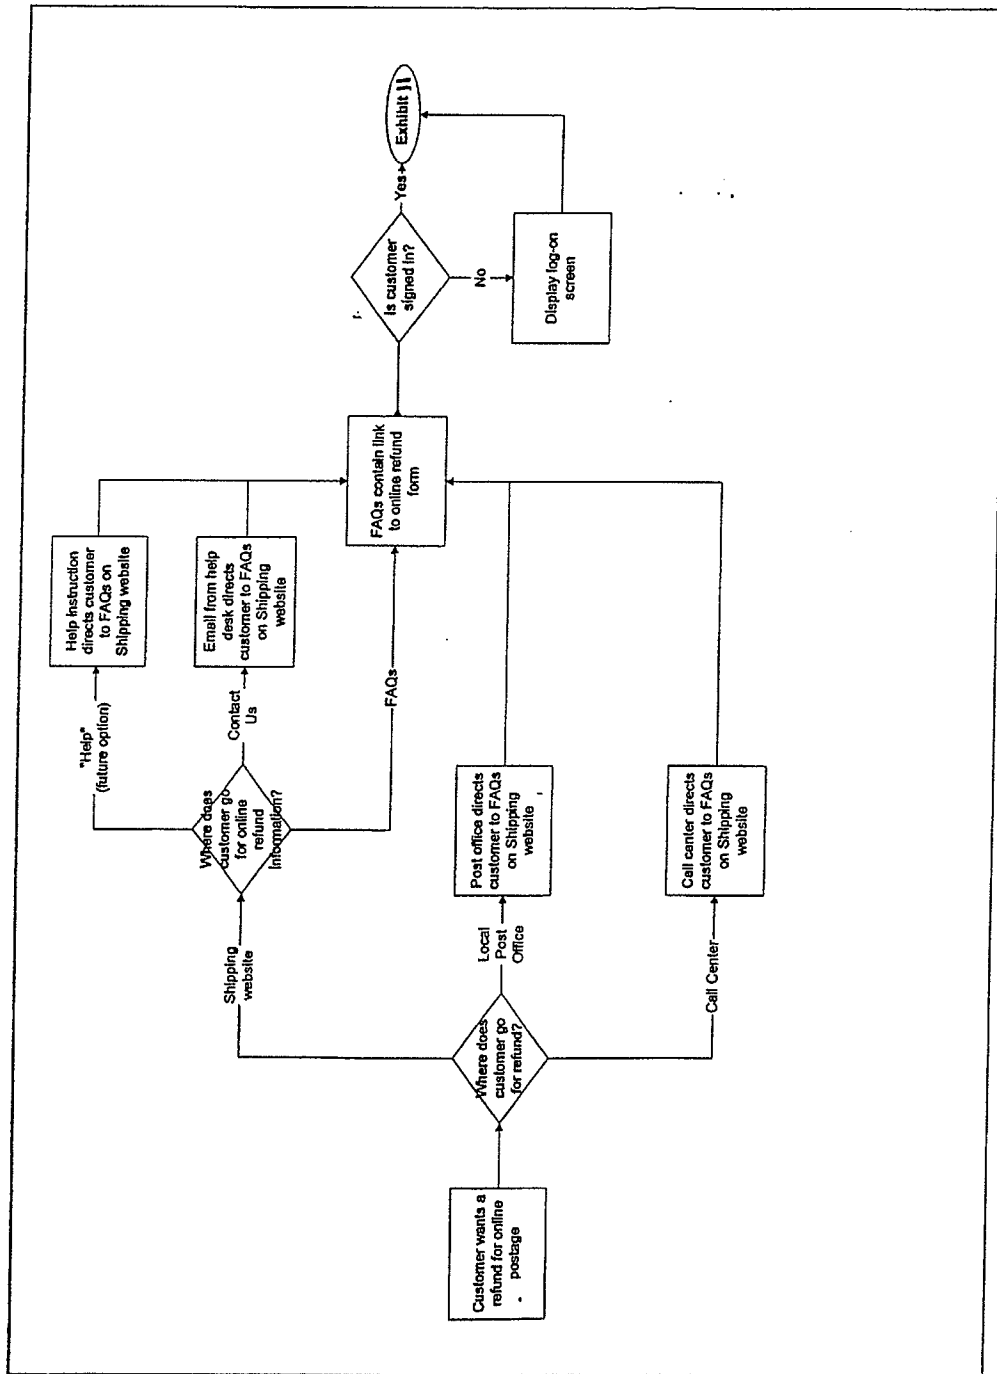 Customer wants a
refund for online
postage
Where does
customer go
for refund?
Shipping
website
Local
Post
Office
Call Center
Where does
customer go
for online
refund
Information?
"Help"
(future option)
Contact
Us
FAQs
Help instruction
directs customer
to FAQs on
Shipping website
Email from help
desk directs
customer to FAQs
on Shipping
website
Post office directs
customer to FAQs
on Shipping
website
Call center directs
customer to FAQs
on Shipping
website
FAQs contain link
to online refund
form
Is customer
signed in?
Yes
No
Display log-on
screen
Exhibit